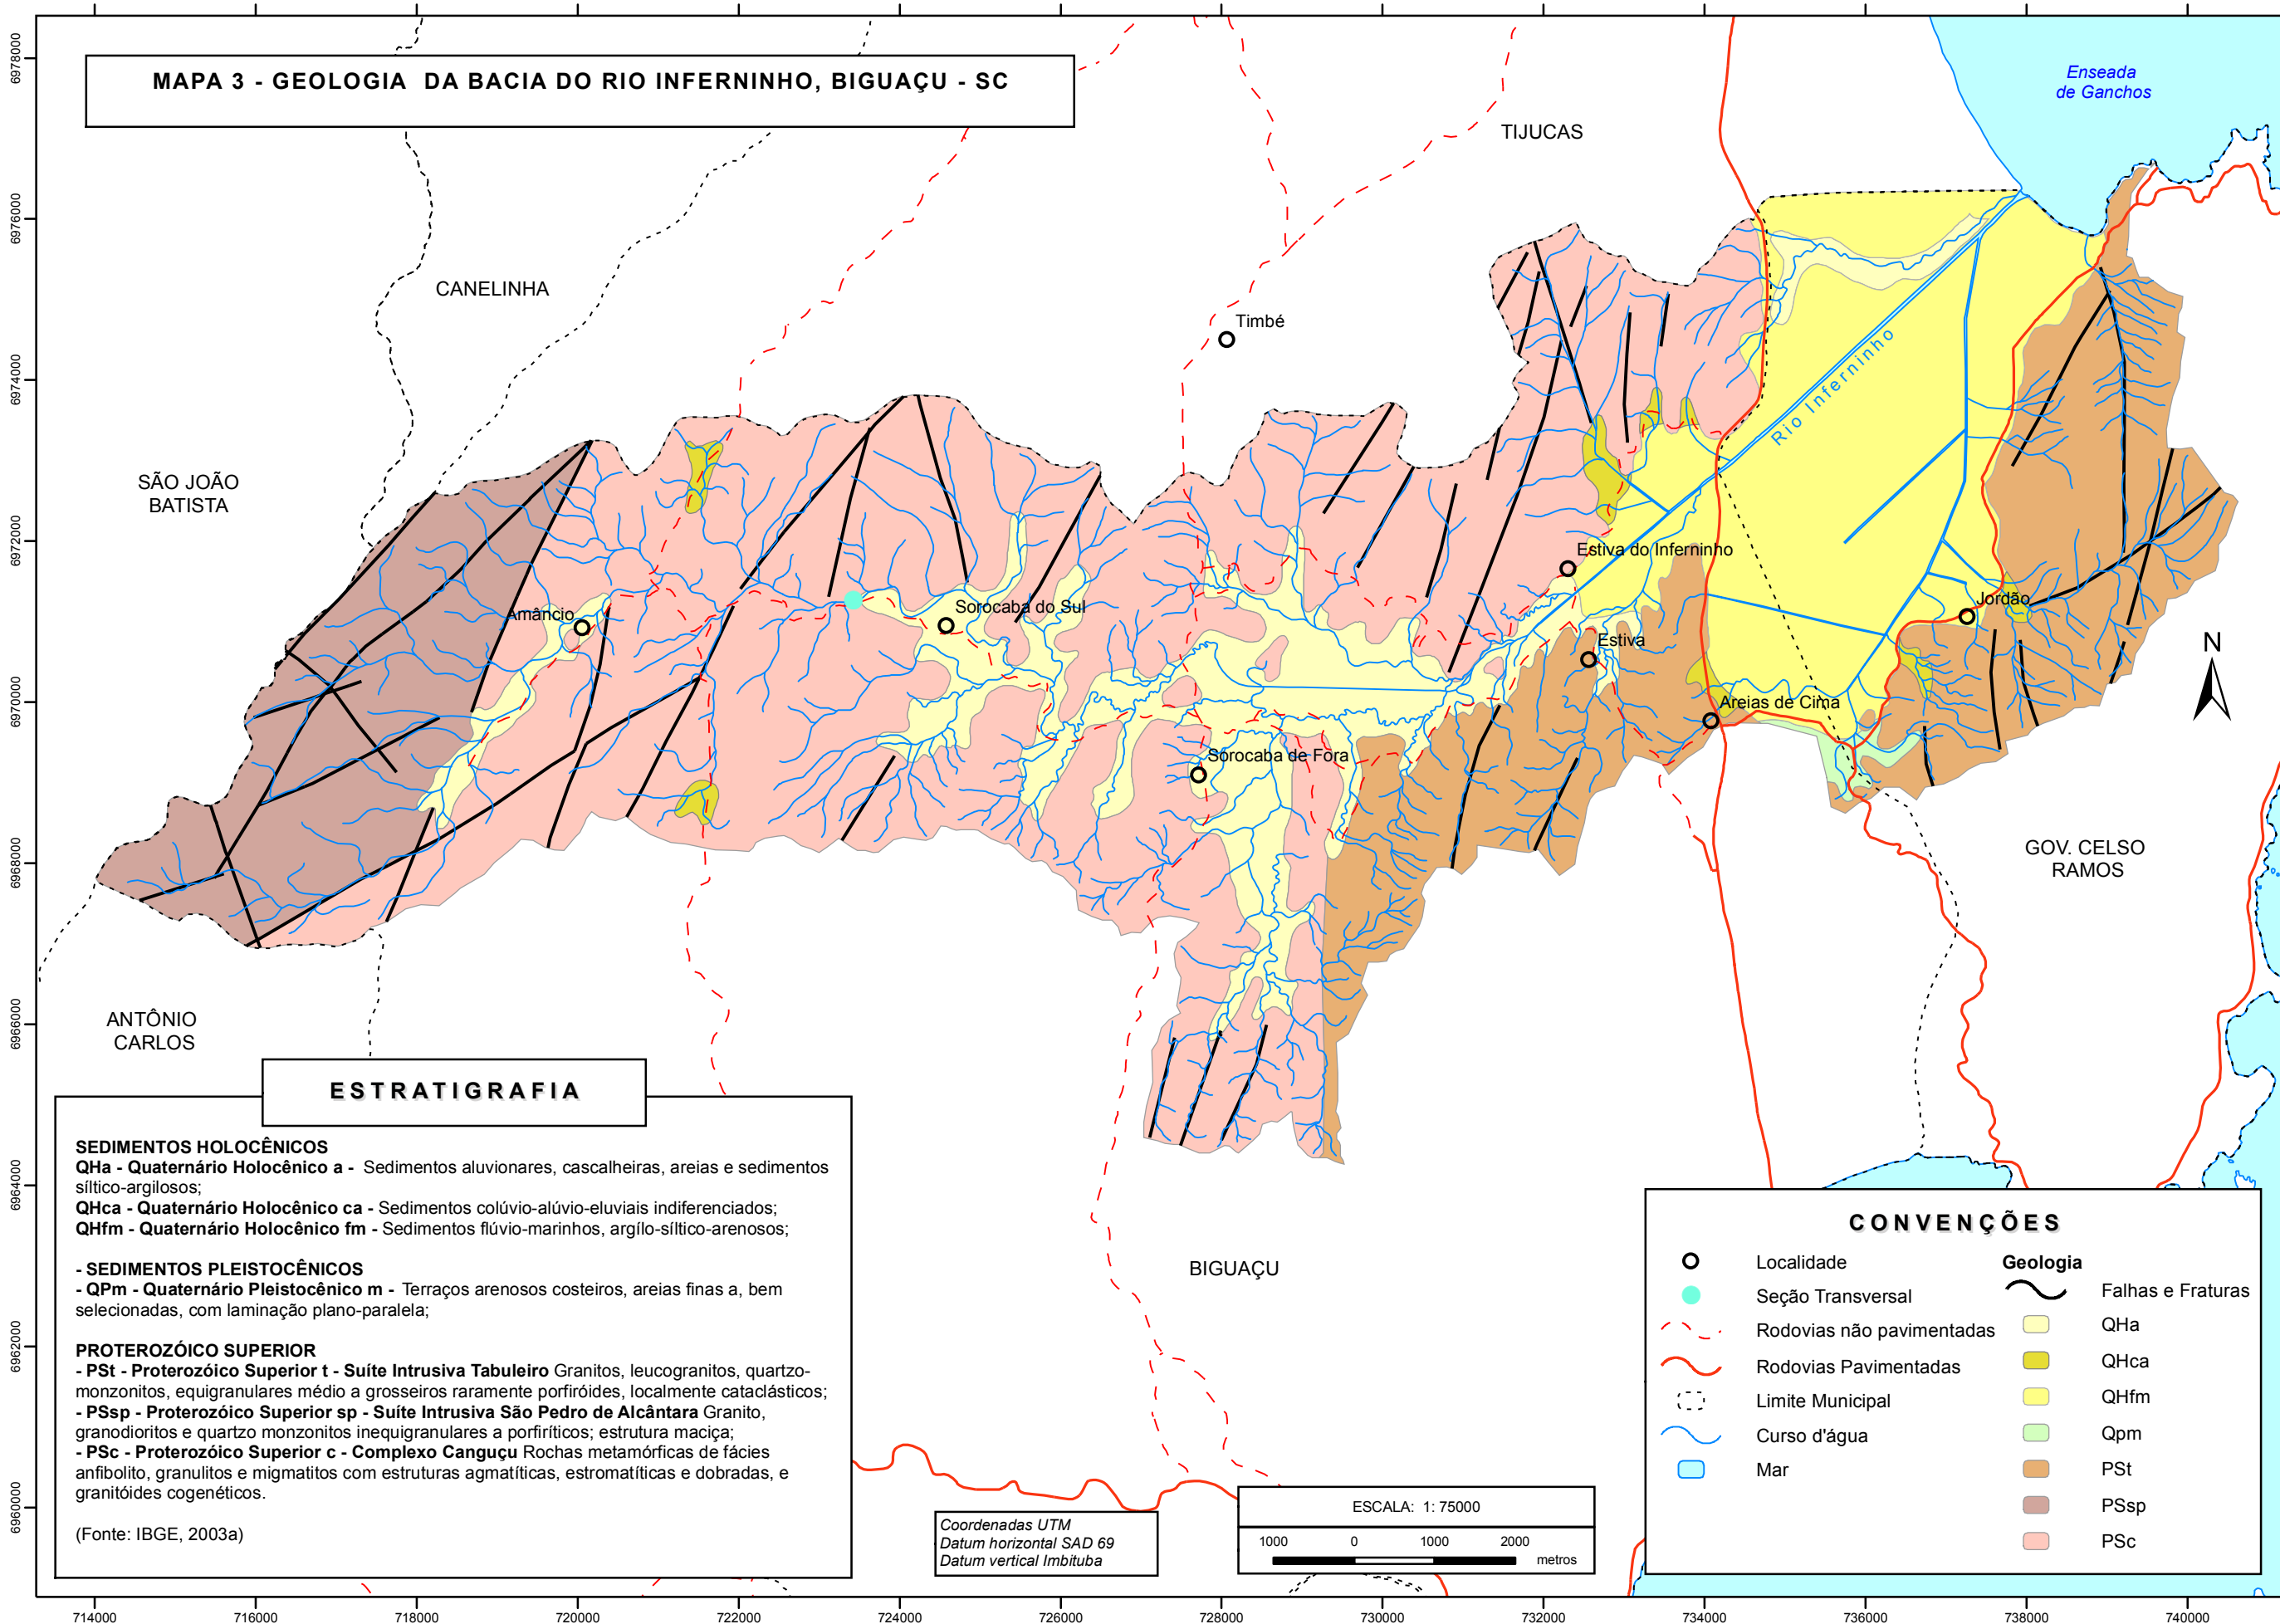 MAPA 3 - GEOLOGIA DA BACIA DO RIO INFERNINHO, BIGUAÇU - SC
Enseada
de Ganchos
TIJUCAS
CANELINHA
Timbé
SÃO JOÃO
BATISTA
Rio Inferninho
Estiva do Inferninho
Amâncio
Sorocaba do Sul
Jordão
Estiva
N
Areias de Cima
Sorocaba de Fora
GOV. CELSO
RAMOS
ANTÔNIO
CARLOS
BIGUAÇU
ESTRATIGRAFIA
SEDIMENTOS HOLOCÊNICOS
QHa - Quaternário Holocênico a - Sedimentos aluvionares, cascalheiras, areias e sedimentos
síltico-argilosos;
QHca - Quaternário Holocênico ca - Sedimentos colúvio-alúvio-eluviais indiferenciados;
QHfm - Quaternário Holocênico fm - Sedimentos flúvio-marinhos, argílo-síltico-arenosos;
- SEDIMENTOS PLEISTOCÊNICOS
- QPm - Quaternário Pleistocênico m - Terraços arenosos costeiros, areias finas a, bem
selecionadas, com laminação plano-paralela;
PROTEROZÓICO SUPERIOR
- PSt - Proterozóico Superior t - Suíte Intrusiva Tabuleiro Granitos, leucogranitos, quartzo-
monzonitos, equigranulares médio a grosseiros raramente porfiróides, localmente cataclásticos;
- PSsp - Proterozóico Superior sp - Suíte Intrusiva São Pedro de Alcântara Granito,
granodioritos e quartzo monzonitos inequigranulares a porfiríticos; estrutura maciça;
- PSc - Proterozóico Superior c - Complexo Canguçu Rochas metamórficas de fácies
anfibolito, granulitos e migmatitos com estruturas agmatíticas, estromatíticas e dobradas, e
granitóides cogenéticos.
(Fonte: IBGE, 2003a)
Coordenadas UTM
Datum horizontal SAD 69
Datum vertical Imbituba
ESCALA: 1: 75000
1000 0 1000 2000
metros
CONVENÇÕES
Localidade
Seção Transversal
Rodovias não pavimentadas
Rodovias Pavimentadas
Limite Municipal
Curso d'água
Mar
Geologia
Falhas e Fraturas
QHa
QHca
QHfm
Qpm
PSt
PSsp
PSc
6978000
6976000
6974000
6972000
6970000
6968000
6966000
6964000
6962000
6960000
714000 716000 718000 720000 722000 724000 726000 728000 730000 732000 734000 736000 738000 740000